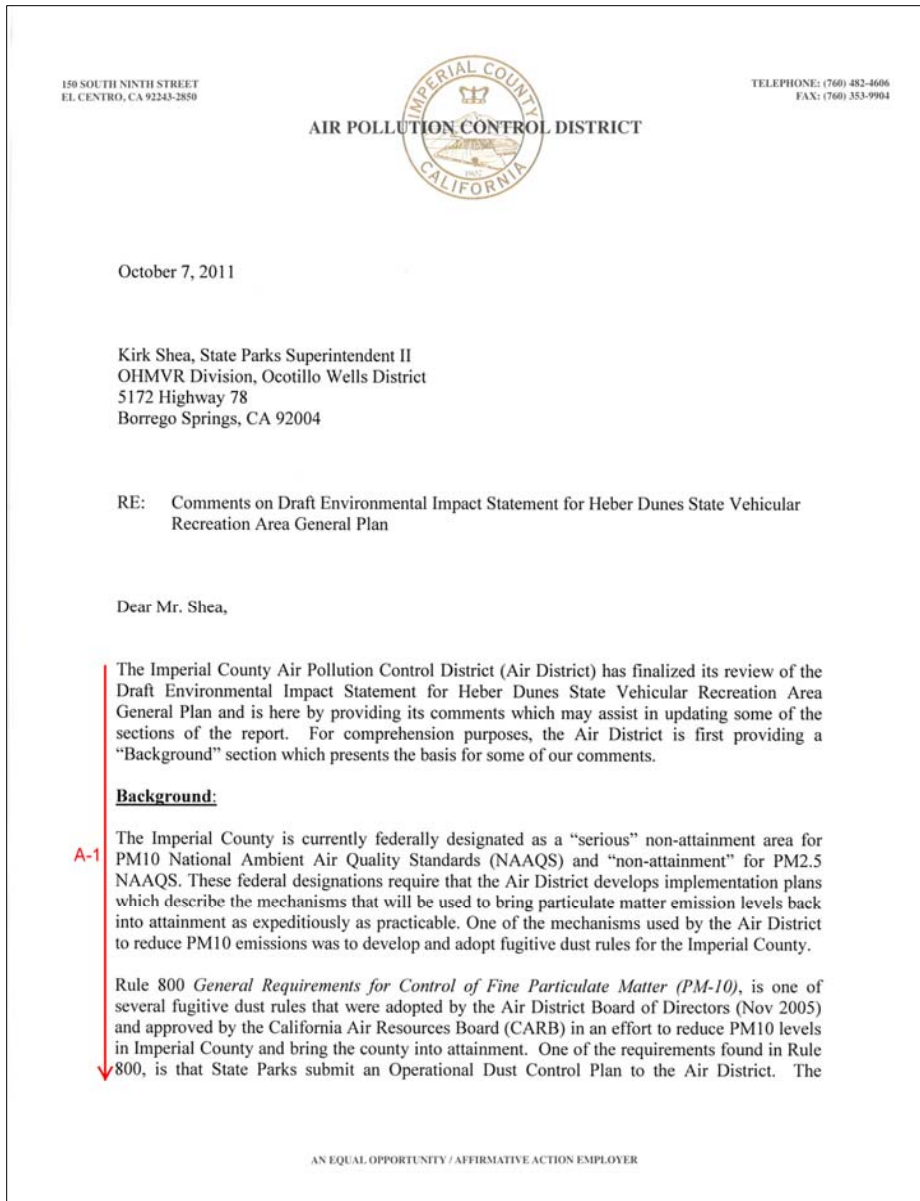 150 SOUTH NINTH STREET
EL CENTRO, CA 92243-2850
TELEPHONE: (760) 482-4606
FAX: (760) 353-9904
IMPERIAL COUNTY
AIR POLLUTION CONTROL DISTRICT
1907
CALIFORNIA
October 7, 2011
Kirk Shea, State Parks Superintendent II
OHMVR Division, Ocotillo Wells District
5172 Highway 78
Borrego Springs, CA 92004
RE: Comments on Draft Environmental Impact Statement for Heber Dunes State Vehicular
Recreation Area General Plan
Dear Mr. Shea,
The Imperial County Air Pollution Control District (Air District) has finalized its review of the
Draft Environmental Impact Statement for Heber Dunes State Vehicular Recreation Area
General Plan and is here by providing its comments which may assist in updating some of the
sections of the report. For comprehension purposes, the Air District is first providing a
“Background” section which presents the basis for some of our comments.
Background:
A-1
The Imperial County is currently federally designated as a “serious” non-attainment area for
PM10 National Ambient Air Quality Standards (NAAQS) and “non-attainment” for PM2.5
NAAQS. These federal designations require that the Air District develops implementation plans
which describe the mechanisms that will be used to bring particulate matter emission levels back
into attainment as expeditiously as practicable. One of the mechanisms used by the Air District
to reduce PM10 emissions was to develop and adopt fugitive dust rules for the Imperial County.
Rule 800 General Requirements for Control of Fine Particulate Matter (PM-10), is one of
several fugitive dust rules that were adopted by the Air District Board of Directors (Nov 2005)
and approved by the California Air Resources Board (CARB) in an effort to reduce PM10 levels
in Imperial County and bring the county into attainment. One of the requirements found in Rule
800, is that State Parks submit an Operational Dust Control Plan to the Air District. The
AN EQUAL OPPORTUNITY / AFFIRMATIVE ACTION EMPLOYER